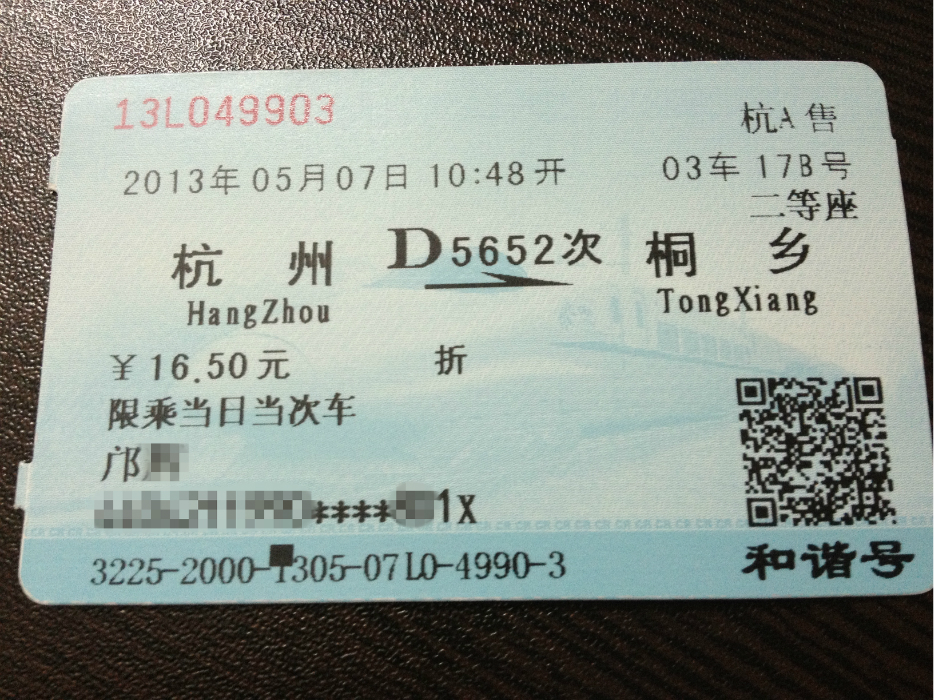 13L049903
杭A 售
2013年05月07日 10:48开
03车 17B号
二等座
杭 州
D5652次
桐 乡
HangZhou
TongXiang
¥16.50元
折
限乘当日当次车
邝
****
1X
3225-2000-1305-07L0-4990-3
和谐号